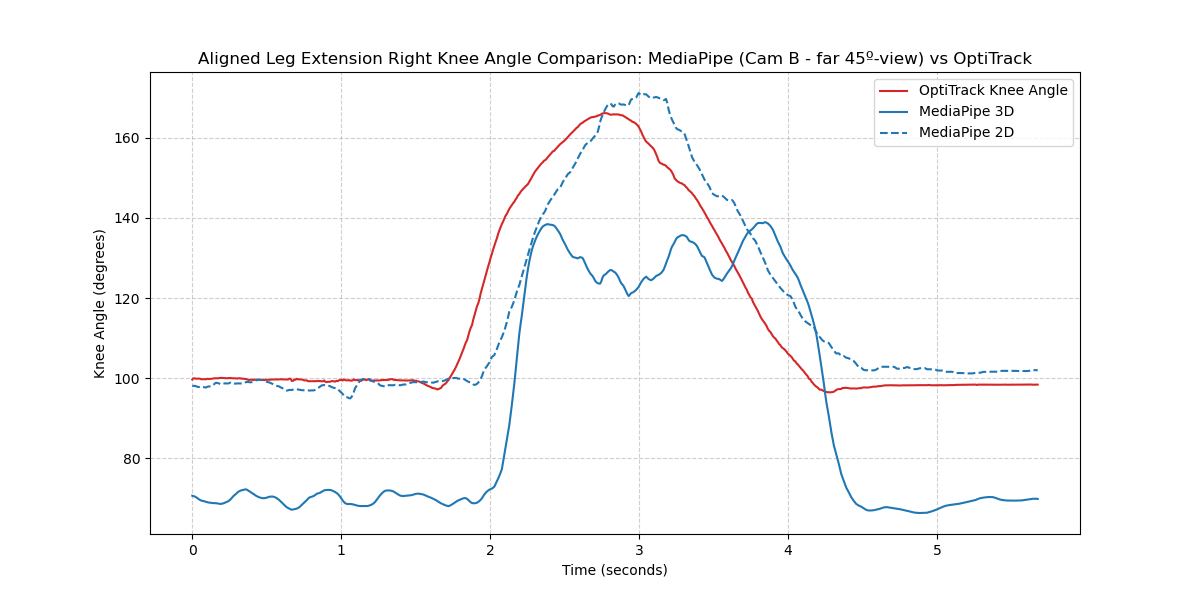 Aligned Leg Extension Right Knee Angle Comparison: MediaPipe (Cam B - far 45º-view) vs OptiTrack
OptiTrack Knee Angle
MediaPipe 3D
MediaPipe 2D
Knee Angle (degrees)
160
140
120
100
80
0 1 2 3 4 5
Time (seconds)